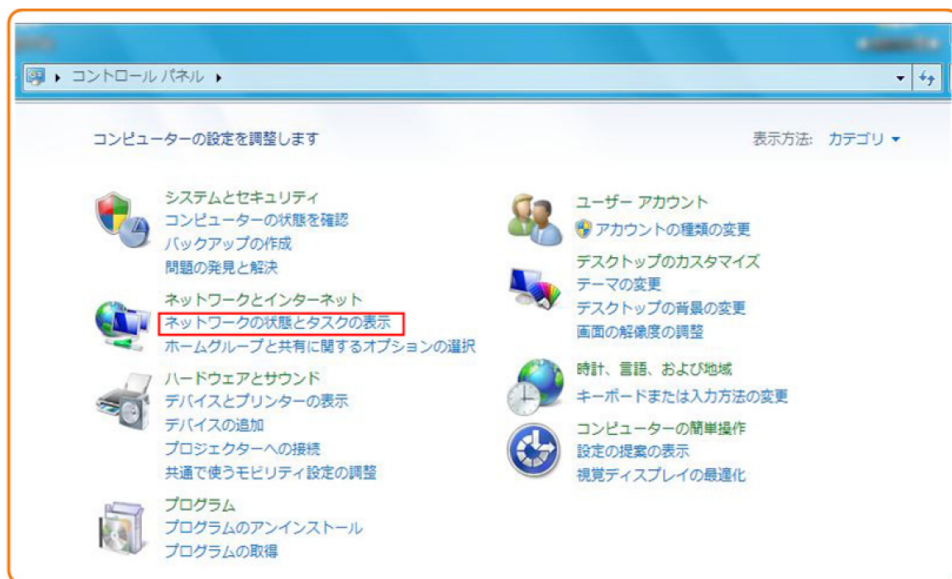 コントロール パネル
コンピューターの設定を調整します
表示方法: カテゴリ
システムとセキュリティ
コンピューターの状態を確認
バックアップの作成
問題の発見と解決
ネットワークとインターネット
ネットワークの状態とタスクの表示
ホームグループと共有に関するオプションの選択
ハードウェアとサウンド
デバイスとプリンターの表示
デバイスの追加
プロジェクターへの接続
共通で使うモビリティ設定の調整
プログラム
プログラムのアンインストール
プログラムの取得
ユーザー アカウント
アカウントの種類の変更
デスクトップのカスタマイズ
テーマの変更
デスクトップの背景の変更
画面の解像度の調整
時計、言語、および地域
キーボードまたは入力方法の変更
コンピューターの簡単操作
設定の提案の表示
視覚ディスプレイの最適化